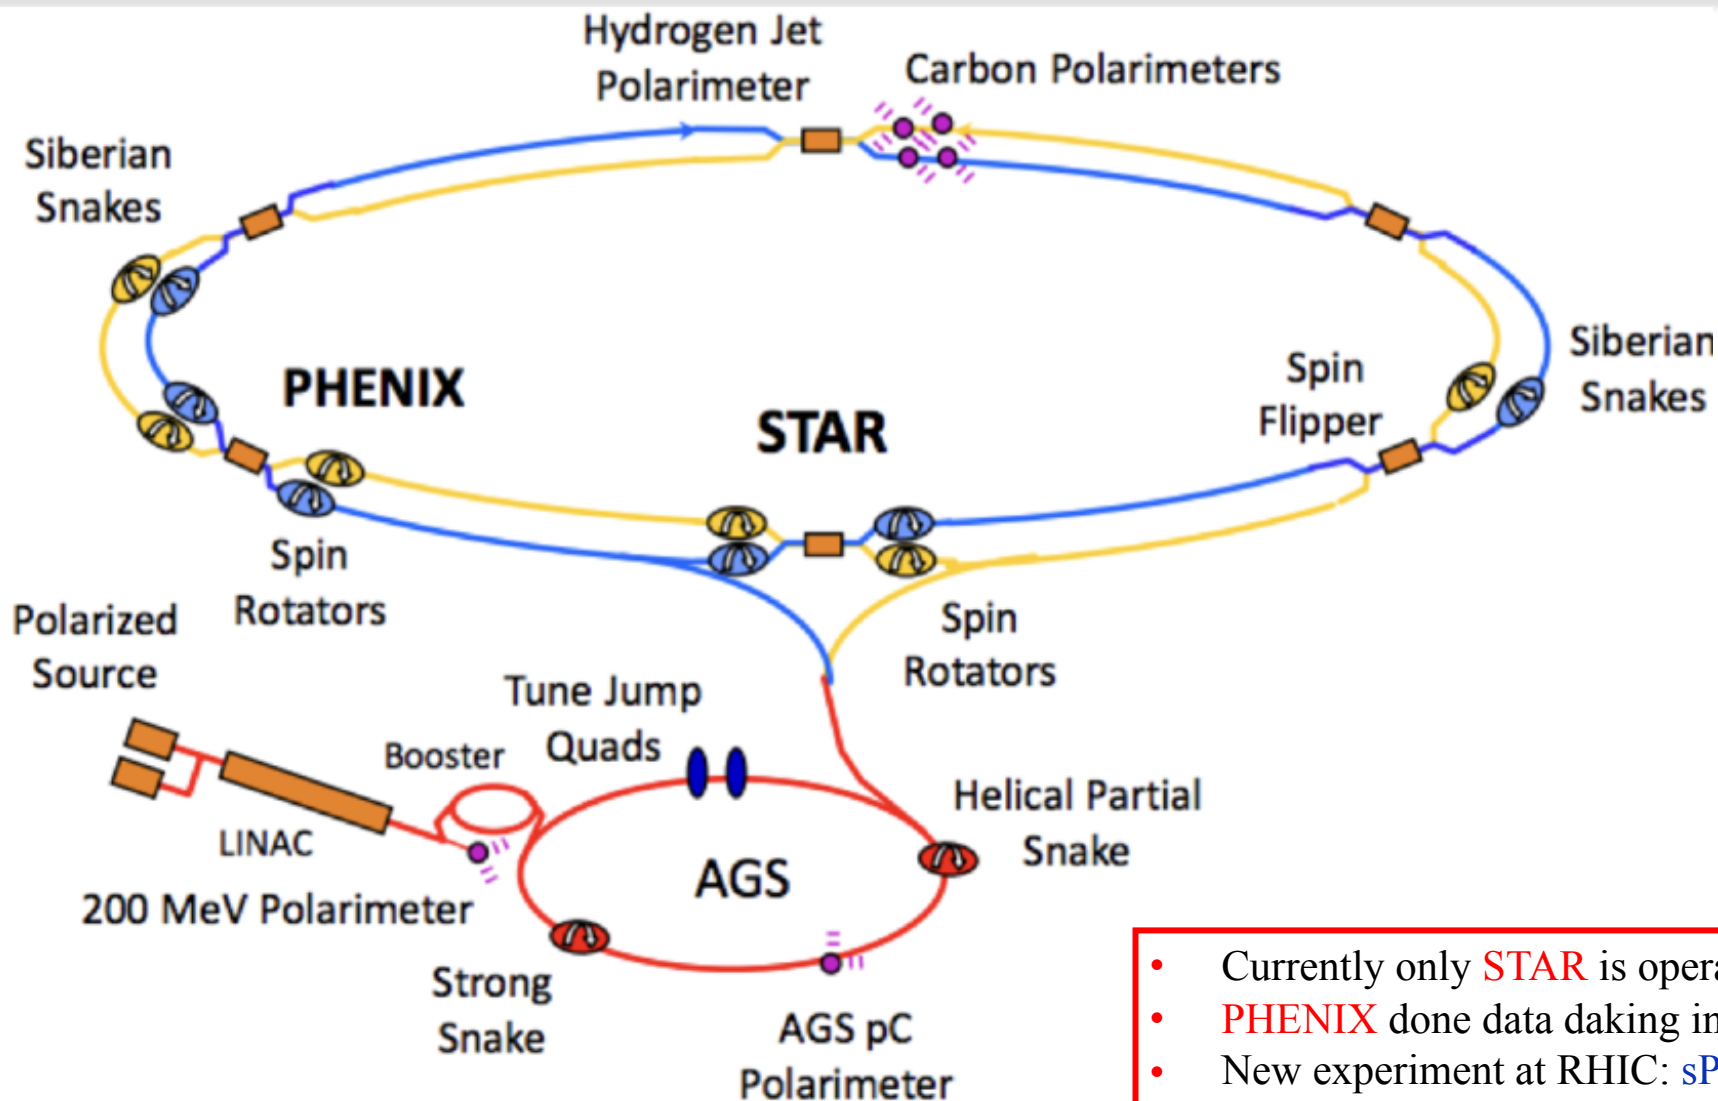 Hydrogen Jet
Polarimeter
Carbon Polarimeters
Siberian
Snakes
PHENIX
STAR
Spin
Flipper
Siberian
Snakes
Spin
Rotators
Polarized
Source
Spin
Rotators
Tune Jump
Quads
Booster
LINAC
Helical Partial
Snake
AGS
200 MeV Polarimeter
Strong
Snake
AGS pC
Polarimeter
• Currently only STAR is opera
• PHENIX done data daking in
• New experiment at RHIC: sP